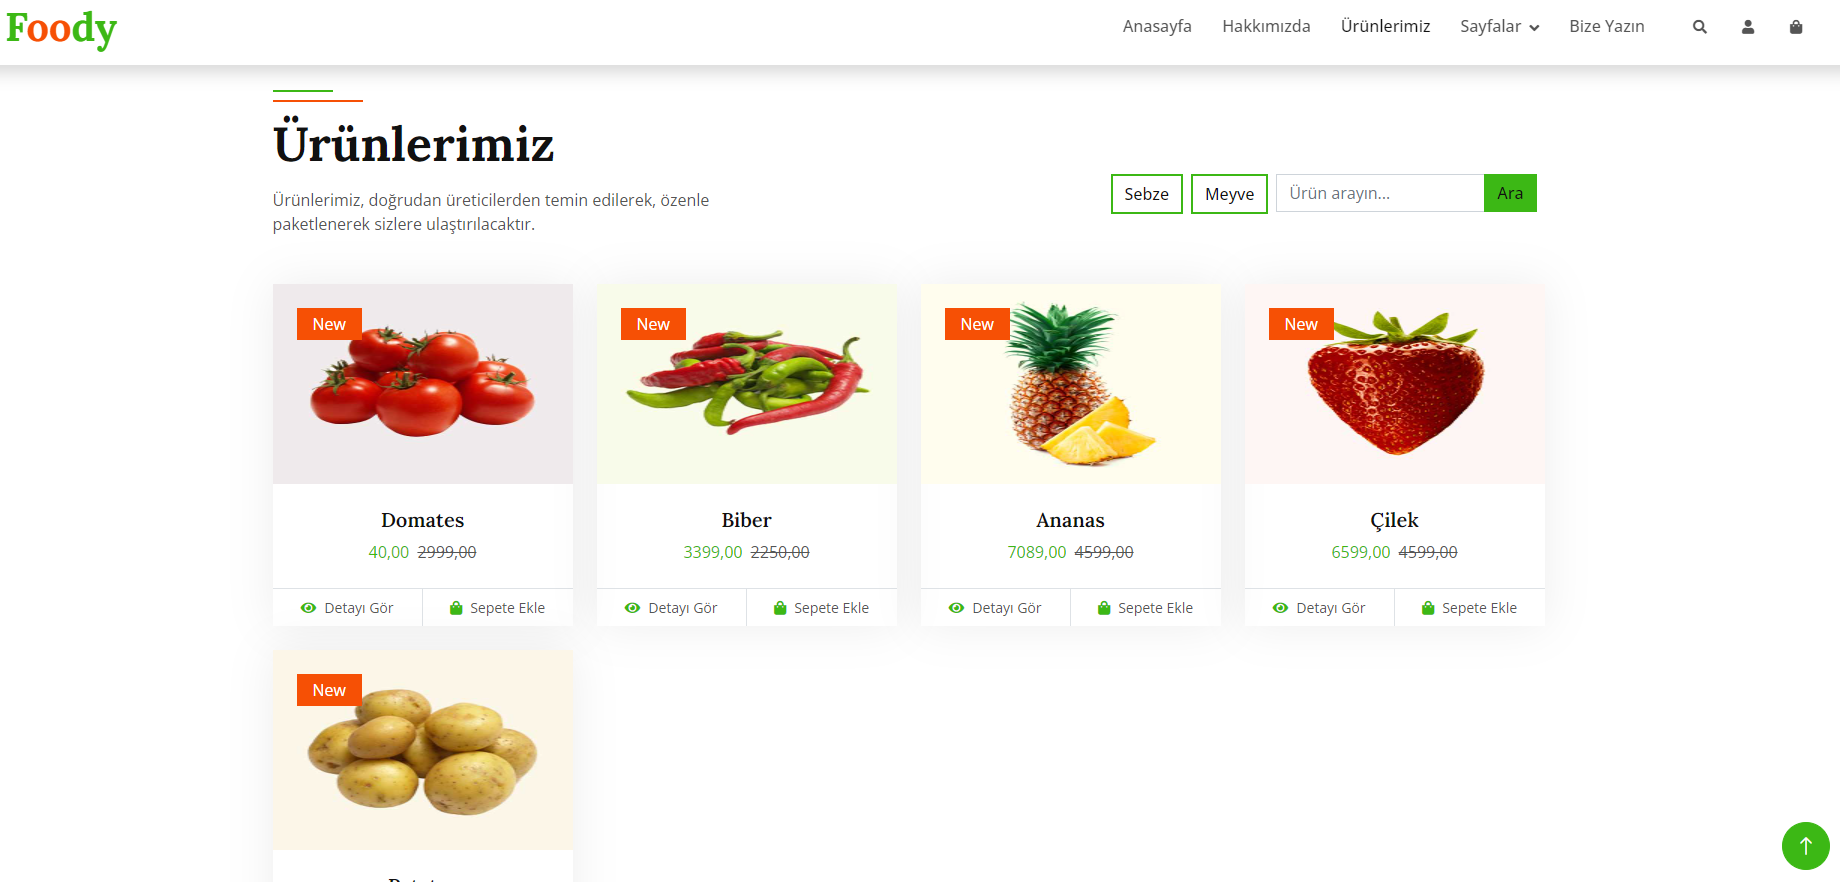 Foody
Anasayfa Hakkımızda Ürünlerimiz Sayfalar Bize Yazın
Ürünlerimiz
Ürünlerimiz, doğrudan üreticilerden temin edilerek, özenle
paketlenerek sizlere ulaştırılacaktır.
Sebze Meyve Ürün arayın... Ara
New New New New
Domates Biber Ananas Çilek
40,00 2999,00 3399,00 2250,00 7089,00 4599,00 6599,00 4599,00
Detayı Gör Sepete Ekle Detayı Gör Sepete Ekle Detayı Gör Sepete Ekle Detayı Gör Sepete Ekle
New